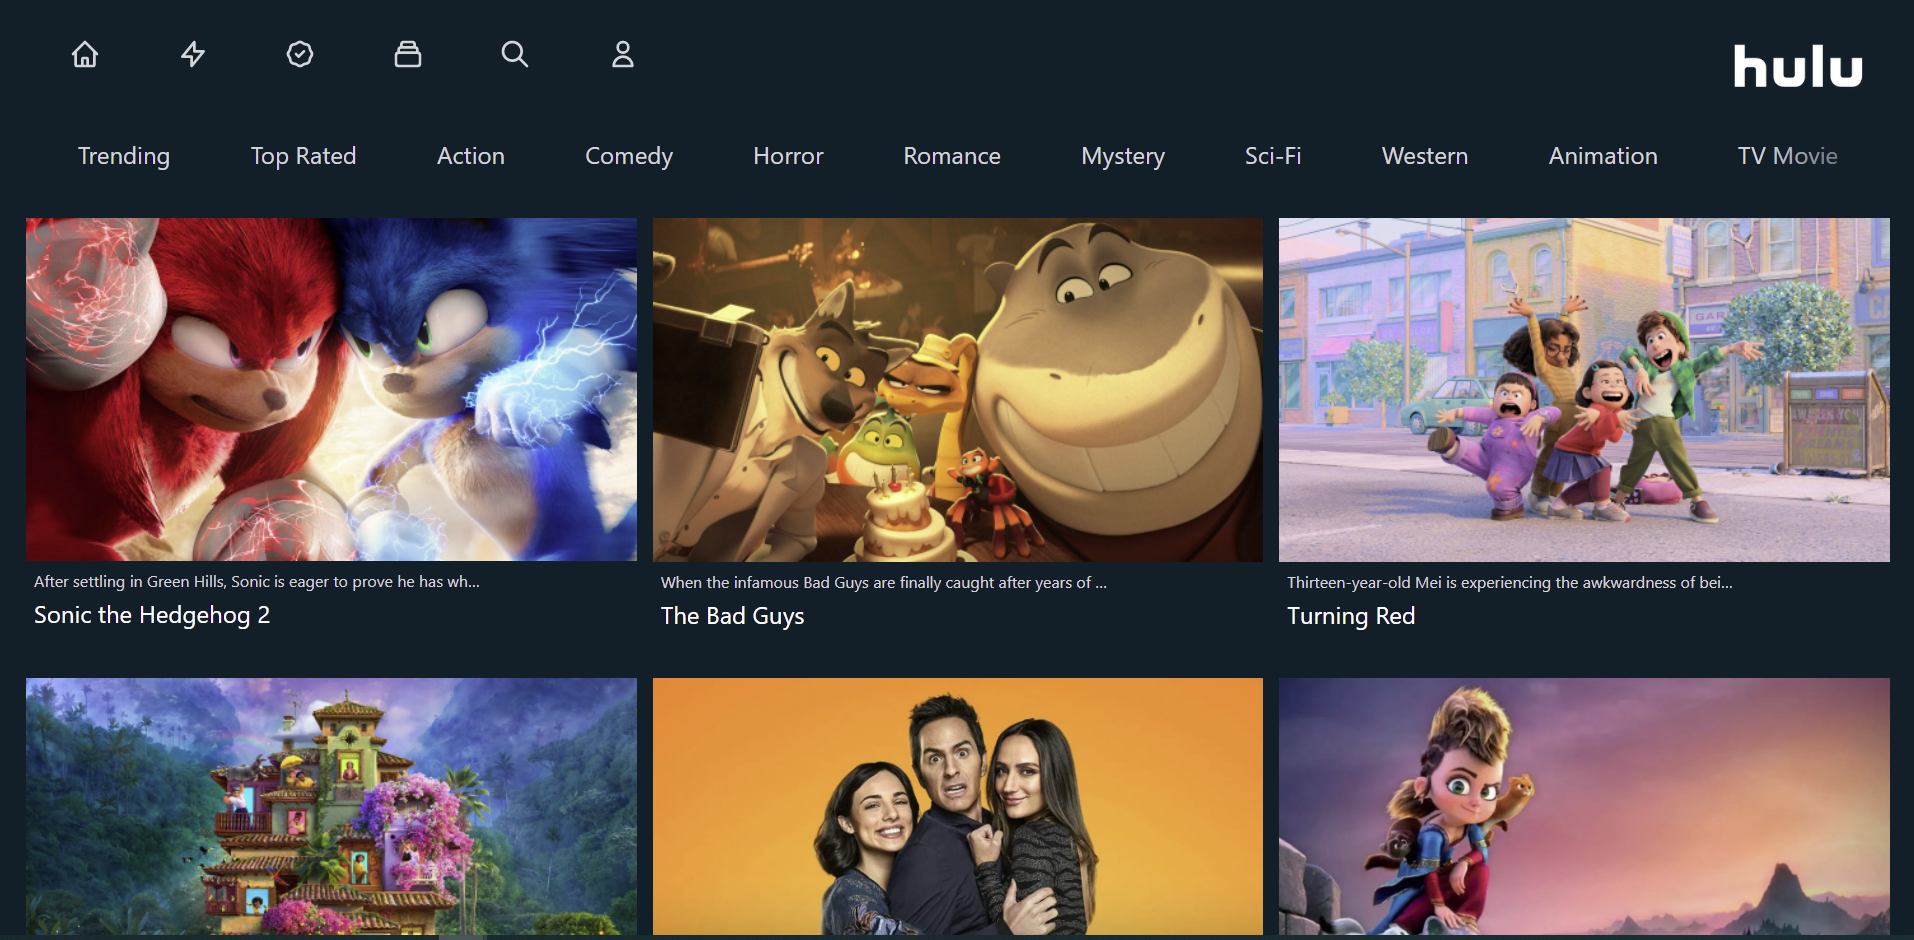 hulu
Trending Top Rated Action Comedy Horror Romance Mystery Sci-Fi Western Animation TV Movie
After settling in Green Hills, Sonic is eager to prove he has wh...
Sonic the Hedgehog 2
When the infamous Bad Guys are finally caught after years of ...
The Bad Guys
Thirteen-year-old Mei is experiencing the awkwardness of bei...
Turning Red